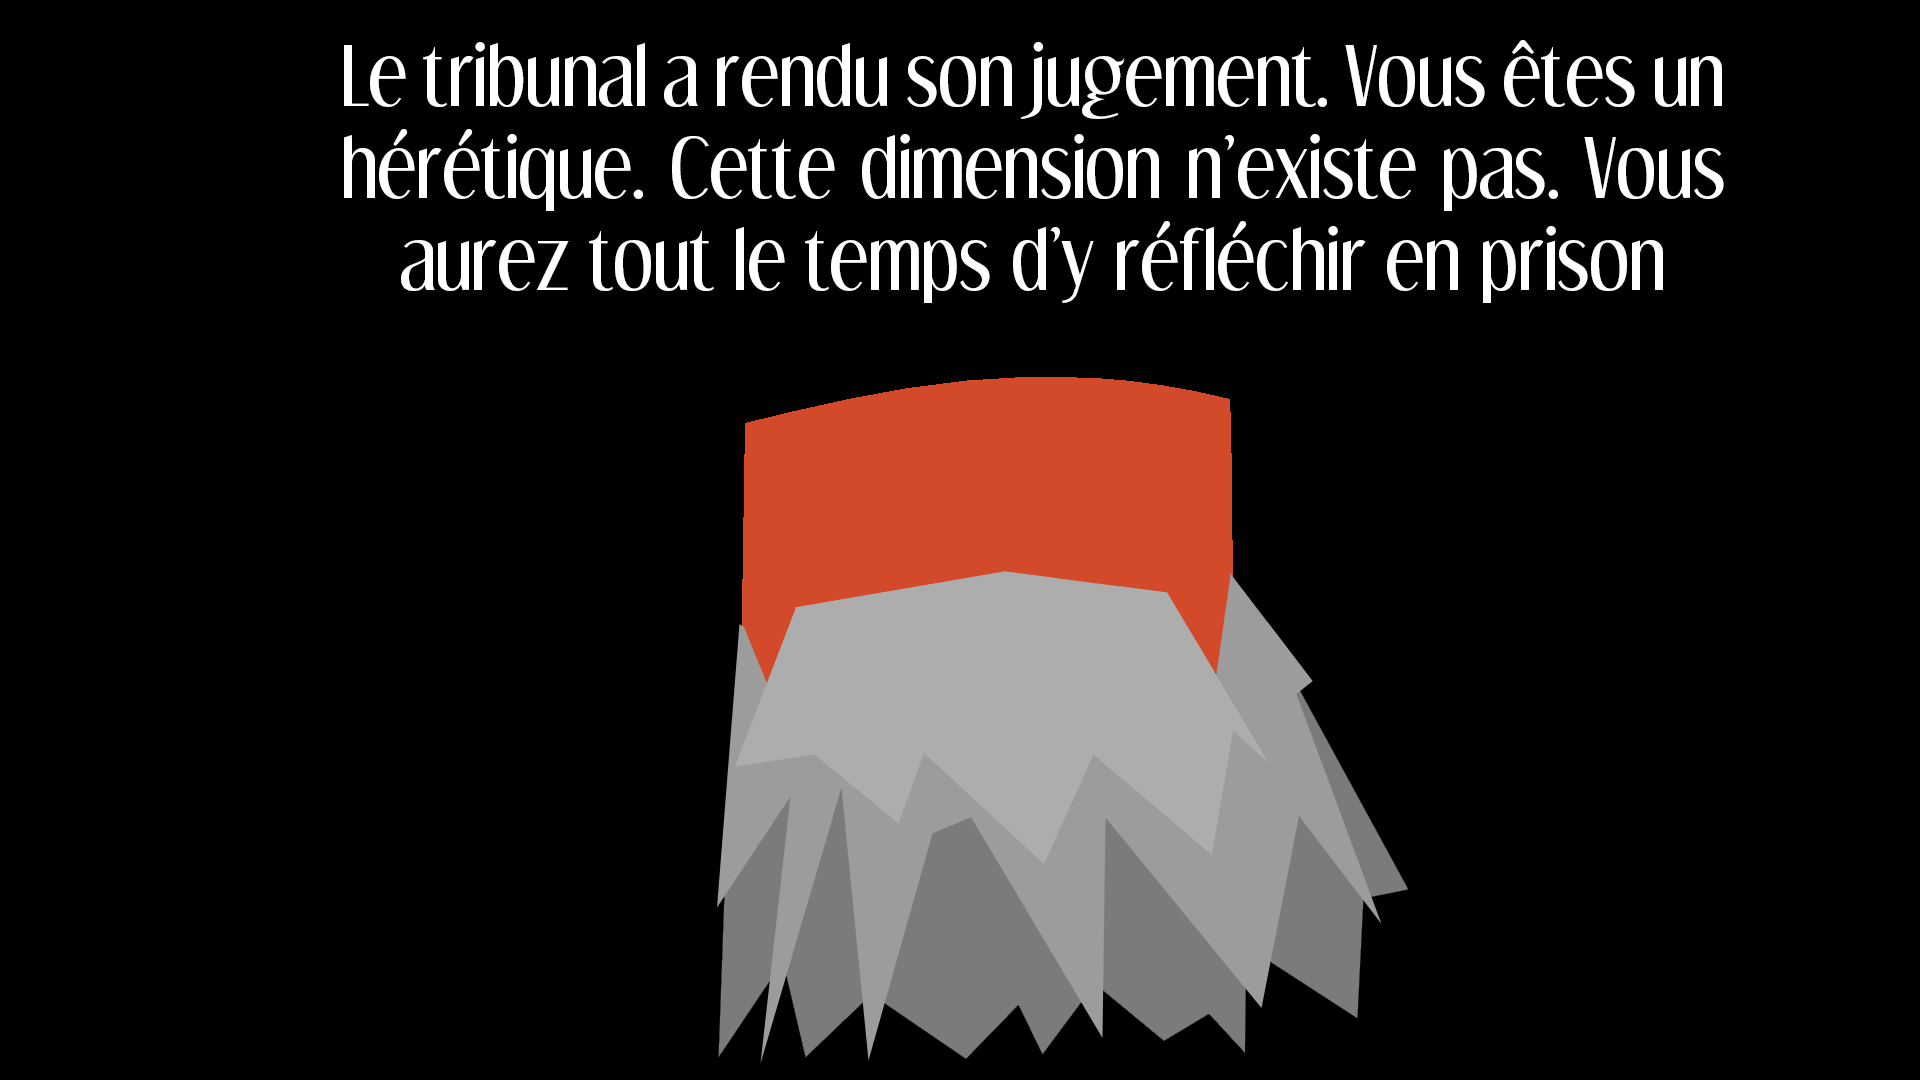 Le tribunal a rendu son jugement. Vous êtes un
hérétique. Cette dimension n’existe pas. Vous
aurez tout le temps d’y réfléchir en prison